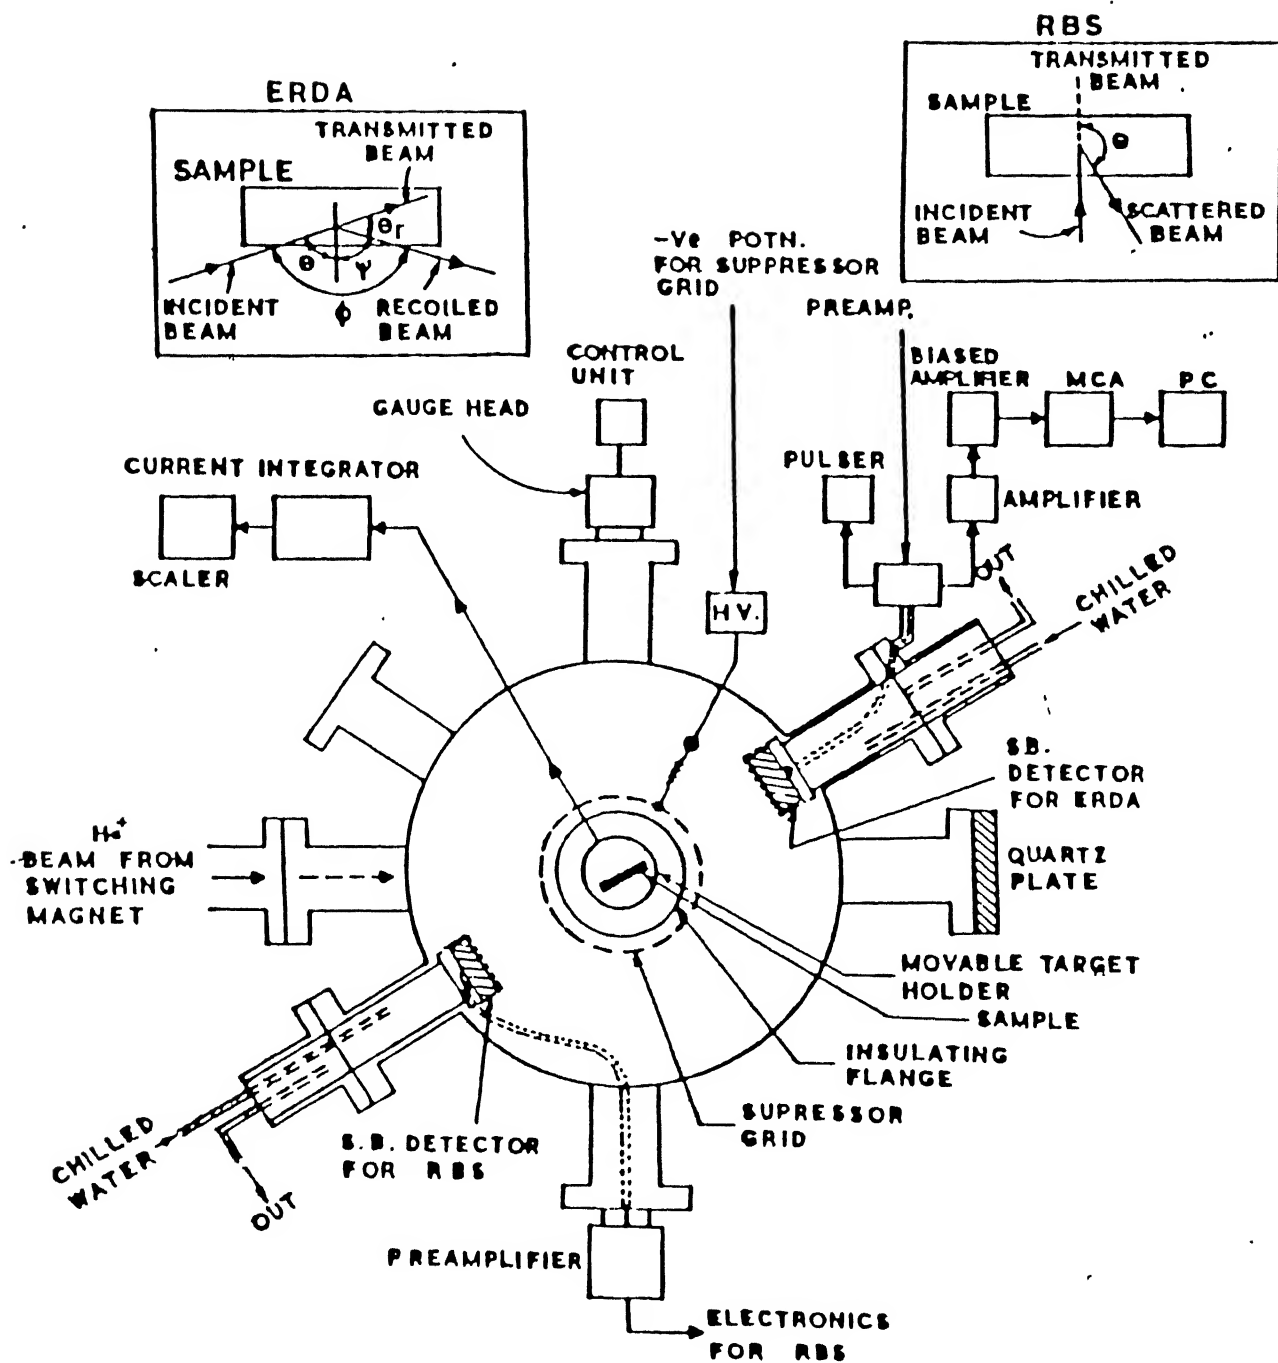 RBS
TRANSMITTED
BEAM
SAMPLE
θ
INCIDENT
BEAM
SCATTERED
BEAM
ERDA
TRANSMITTED
BEAM
SAMPLE
θr
θ
ψ
INCIDENT
BEAM
ϕ
RECOILED
BEAM
-Ve POTN.
FOR SUPPRESSOR
GRID
PREAMP.
CONTROL
UNIT
BIASED
AMPLIFIER
MCA
PC
GAUGE HEAD
CURRENT INTEGRATOR
PULSER
AMPLIFIER
SCALER
H V.
OUT
CHILLED
WATER
S.B.
DETECTOR
FOR ERDA
He+
BEAM FROM
SWITCHING
MAGNET
QUARTZ
PLATE
MOVABLE TARGET
HOLDER
SAMPLE
INSULATING
FLANGE
SUPRESSOR
GRID
S.B. DETECTOR
FOR RBS
CHILLED
WATER
OUT
PREAMPLIFIER
ELECTRONICS
FOR RBS